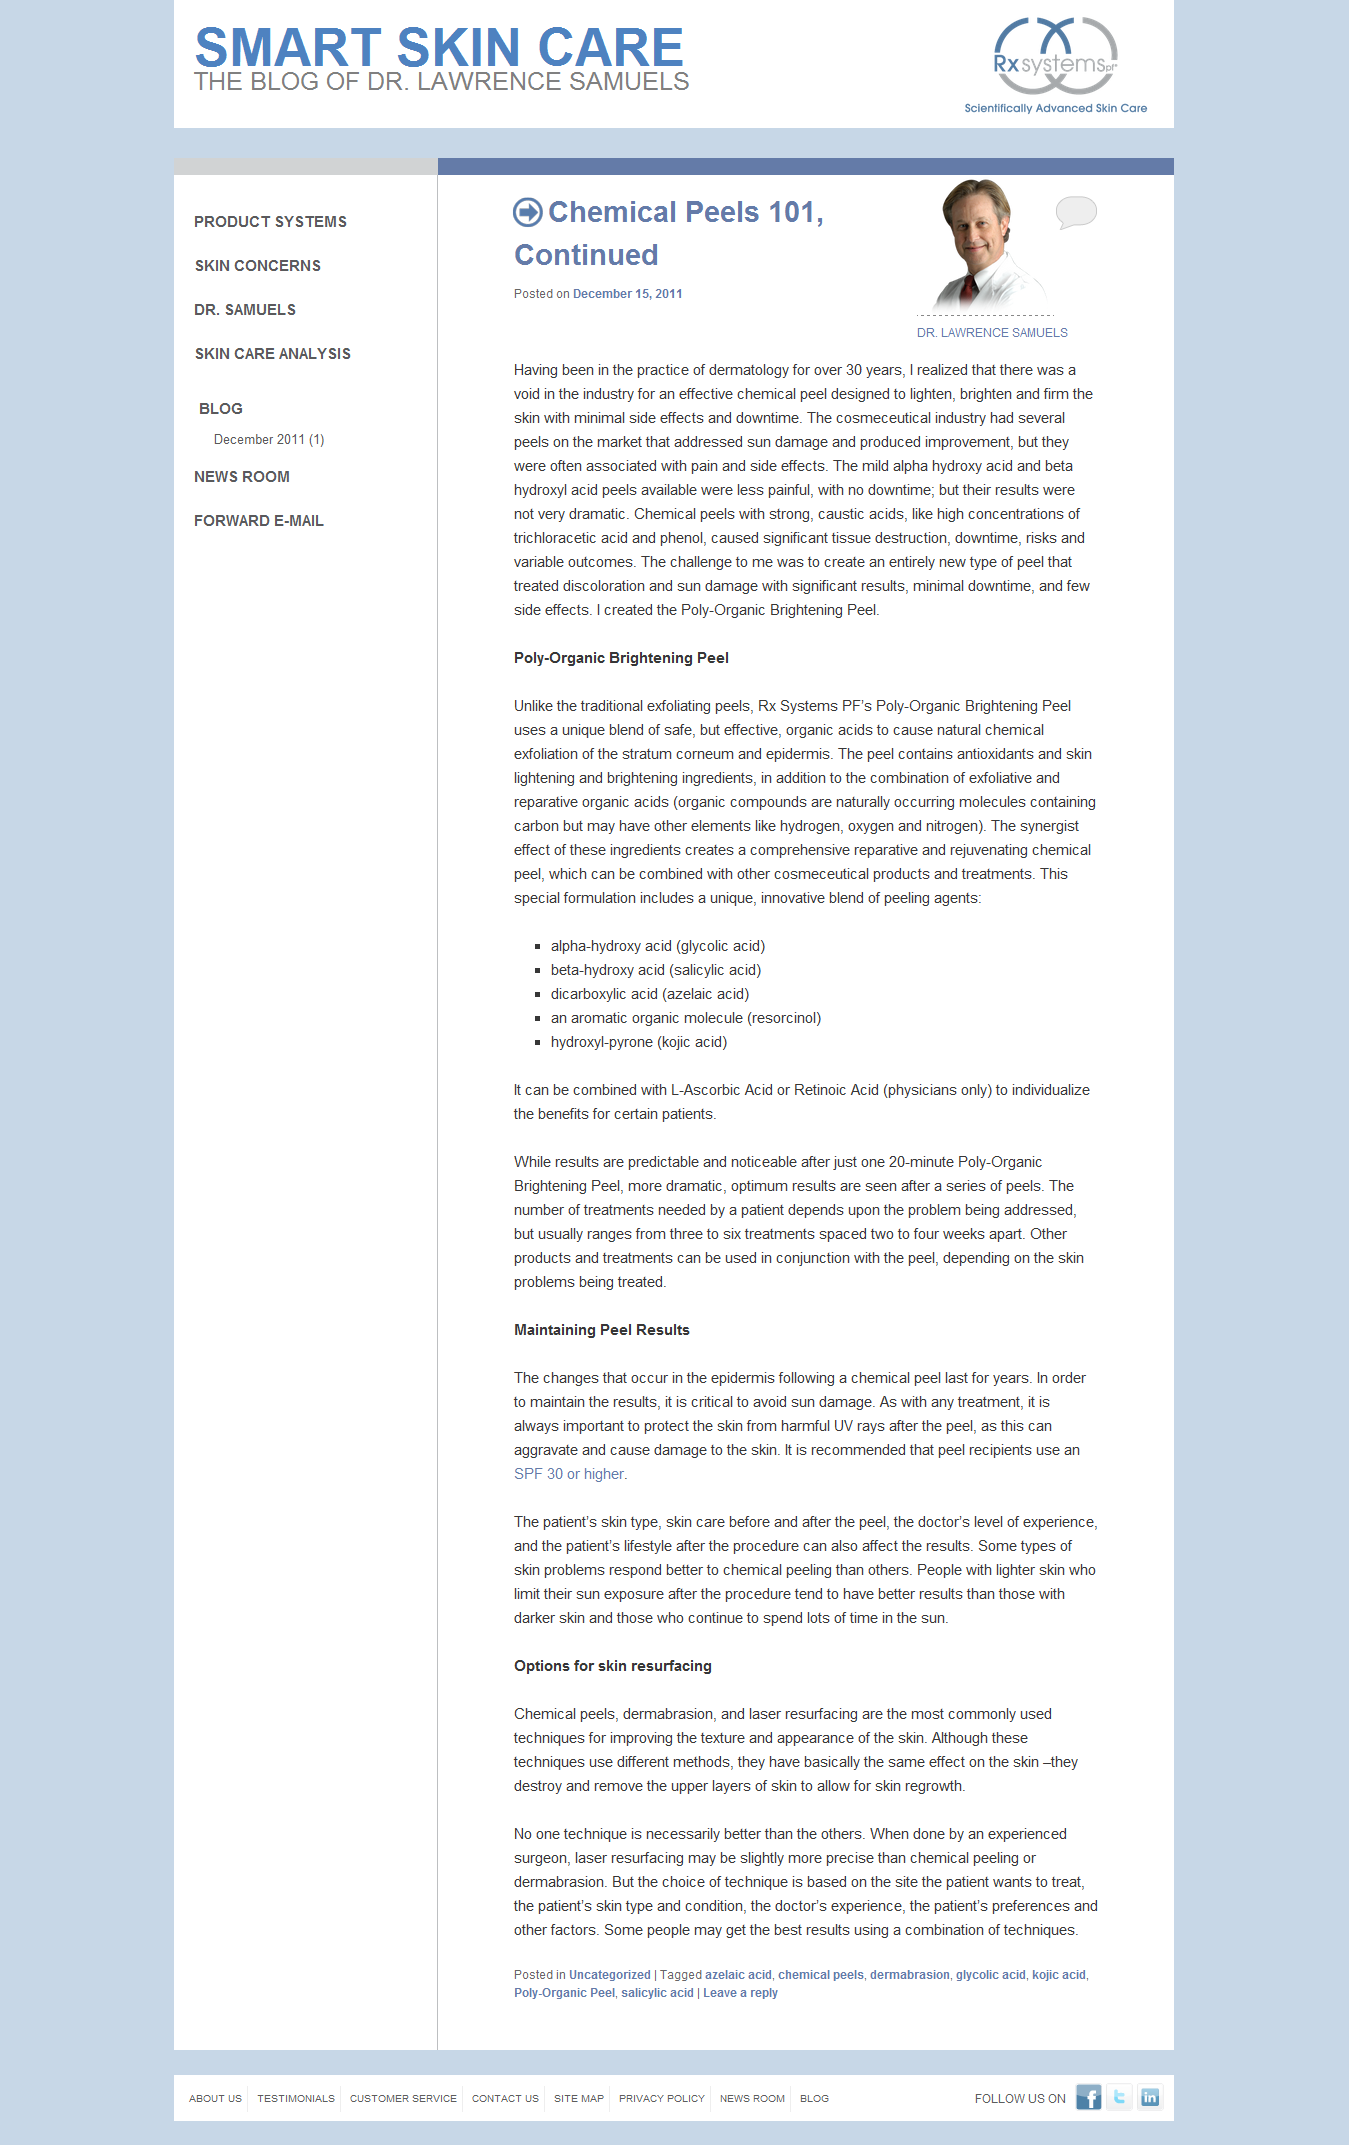 SMART SKIN CARE
THE BLOG OF DR. LAWRENCE SAMUELS
Rxsystemspf
Scientifically Advanced Skin Care
PRODUCT SYSTEMS
SKIN CONCERNS
DR. SAMUELS
SKIN CARE ANALYSIS
BLOG
December 2011 (1)
NEWS ROOM
FORWARD E-MAIL
Chemical Peels 101,
Continued
Posted on December 15, 2011
DR. LAWRENCE SAMUELS
Having been in the practice of dermatology for over 30 years, I realized that there was a
void in the industry for an effective chemical peel designed to lighten, brighten and firm the
skin with minimal side effects and downtime. The cosmeceutical industry had several
peels on the market that addressed sun damage and produced improvement, but they
were often associated with pain and side effects. The mild alpha hydroxy acid and beta
hydroxyl acid peels available were less painful, with no downtime; but their results were
not very dramatic. Chemical peels with strong, caustic acids, like high concentrations of
trichloracetic acid and phenol, caused significant tissue destruction, downtime, risks and
variable outcomes. The challenge to me was to create an entirely new type of peel that
treated discoloration and sun damage with significant results, minimal downtime, and few
side effects. I created the Poly-Organic Brightening Peel.
Poly-Organic Brightening Peel
Unlike the traditional exfoliating peels, Rx Systems PF’s Poly-Organic Brightening Peel
uses a unique blend of safe, but effective, organic acids to cause natural chemical
exfoliation of the stratum corneum and epidermis. The peel contains antioxidants and skin
lightening and brightening ingredients, in addition to the combination of exfoliative and
reparative organic acids (organic compounds are naturally occurring molecules containing
carbon but may have other elements like hydrogen, oxygen and nitrogen). The synergist
effect of these ingredients creates a comprehensive reparative and rejuvenating chemical
peel, which can be combined with other cosmeceutical products and treatments. This
special formulation includes a unique, innovative blend of peeling agents:
▪ alpha-hydroxy acid (glycolic acid)
▪ beta-hydroxy acid (salicylic acid)
▪ dicarboxylic acid (azelaic acid)
▪ an aromatic organic molecule (resorcinol)
▪ hydroxyl-pyrone (kojic acid)
It can be combined with L-Ascorbic Acid or Retinoic Acid (physicians only) to individualize
the benefits for certain patients.
While results are predictable and noticeable after just one 20-minute Poly-Organic
Brightening Peel, more dramatic, optimum results are seen after a series of peels. The
number of treatments needed by a patient depends upon the problem being addressed,
but usually ranges from three to six treatments spaced two to four weeks apart. Other
products and treatments can be used in conjunction with the peel, depending on the skin
problems being treated.
Maintaining Peel Results
The changes that occur in the epidermis following a chemical peel last for years. In order
to maintain the results, it is critical to avoid sun damage. As with any treatment, it is
always important to protect the skin from harmful UV rays after the peel, as this can
aggravate and cause damage to the skin. It is recommended that peel recipients use an
SPF 30 or higher.
The patient’s skin type, skin care before and after the peel, the doctor’s level of experience,
and the patient’s lifestyle after the procedure can also affect the results. Some types of
skin problems respond better to chemical peeling than others. People with lighter skin who
limit their sun exposure after the procedure tend to have better results than those with
darker skin and those who continue to spend lots of time in the sun.
Options for skin resurfacing
Chemical peels, dermabrasion, and laser resurfacing are the most commonly used
techniques for improving the texture and appearance of the skin. Although these
techniques use different methods, they have basically the same effect on the skin –they
destroy and remove the upper layers of skin to allow for skin regrowth.
No one technique is necessarily better than the others. When done by an experienced
surgeon, laser resurfacing may be slightly more precise than chemical peeling or
dermabrasion. But the choice of technique is based on the site the patient wants to treat,
the patient’s skin type and condition, the doctor’s experience, the patient’s preferences and
other factors. Some people may get the best results using a combination of techniques.
Posted in Uncategorized | Tagged azelaic acid, chemical peels, dermabrasion, glycolic acid, kojic acid,
Poly-Organic Peel, salicylic acid | Leave a reply
ABOUT US TESTIMONIALS CUSTOMER SERVICE CONTACT US SITE MAP PRIVACY POLICY NEWS ROOM BLOG FOLLOW US ON f t in